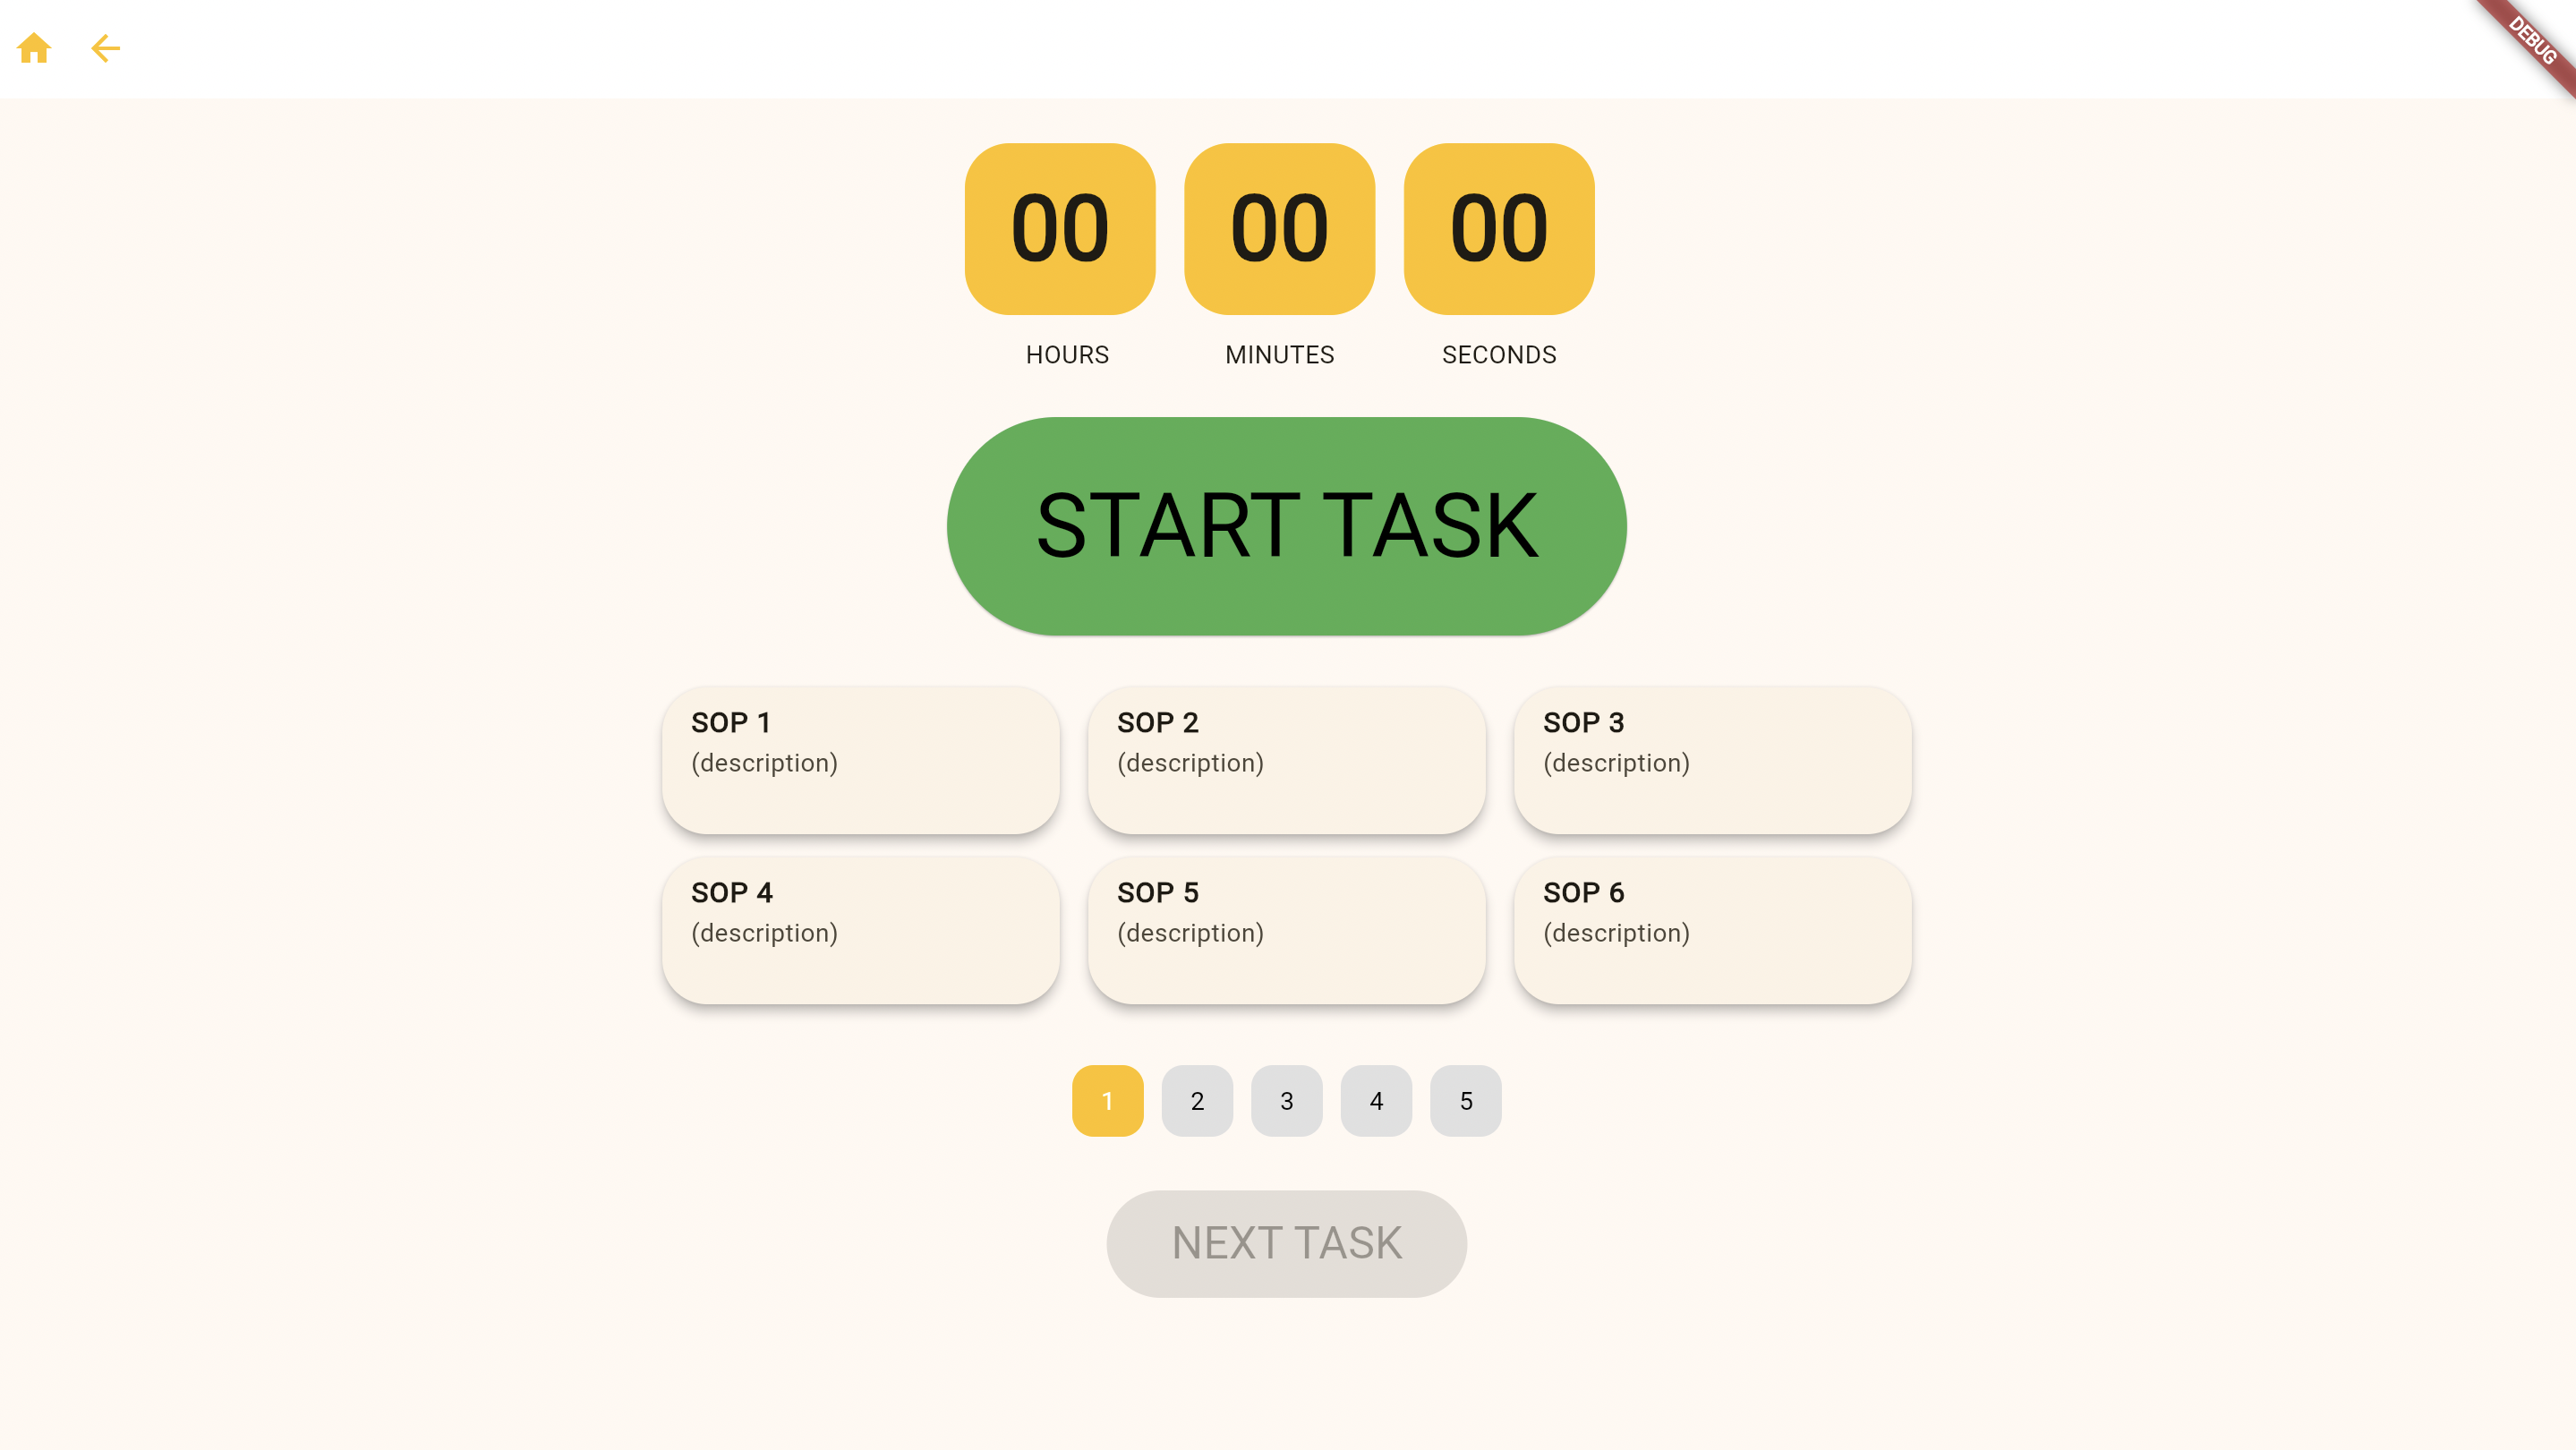 DEBUG
00 00 00
HOURS MINUTES SECONDS
START TASK
SOP 1
(description)
SOP 2
(description)
SOP 3
(description)
SOP 4
(description)
SOP 5
(description)
SOP 6
(description)
1 2 3 4 5
NEXT TASK